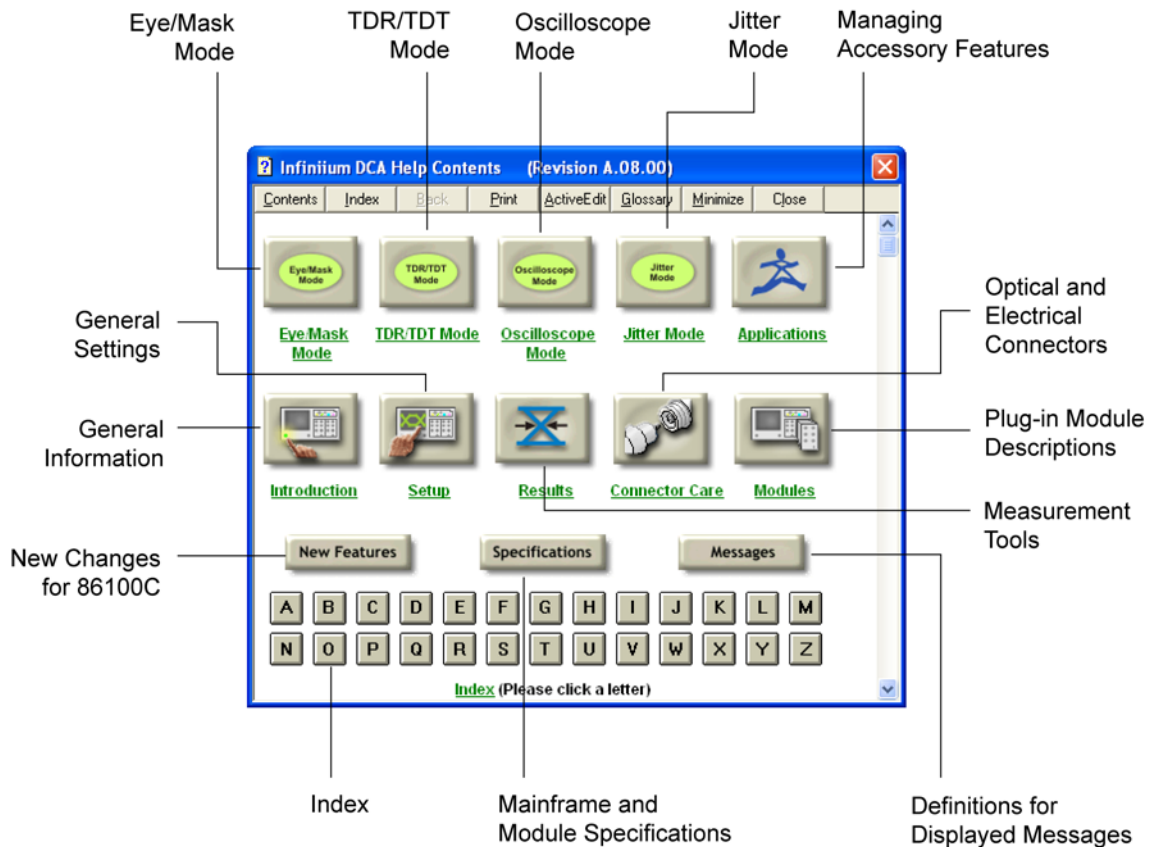 Eye/Mask
Mode
TDR/TDT
Mode
Oscilloscope
Mode
Jitter
Mode
Managing
Accessory Features
Infiniium DCA Help Contents (Revision A.08.00)
Contents Index Back Print ActiveEdit Glossary Minimize Close
Eye/Mask
Mode
TDR/TDT
Mode
Oscilloscope
Mode
Jitter
Mode
Eye/Mask
Mode
TDR/TDT Mode
Oscilloscope
Mode
Jitter Mode
Applications
General
Settings
Optical and
Electrical
Connectors
General
Information
Plug-in Module
Descriptions
Introduction
Setup
Results
Connector Care
Modules
Measurement
Tools
New Changes
for 86100C
New Features
Specifications
Messages
A B C D E F G H I J K L M
N O P Q R S T U V W X Y Z
Index (Please click a letter)
Index
Mainframe and
Module Specifications
Definitions for
Displayed Messages